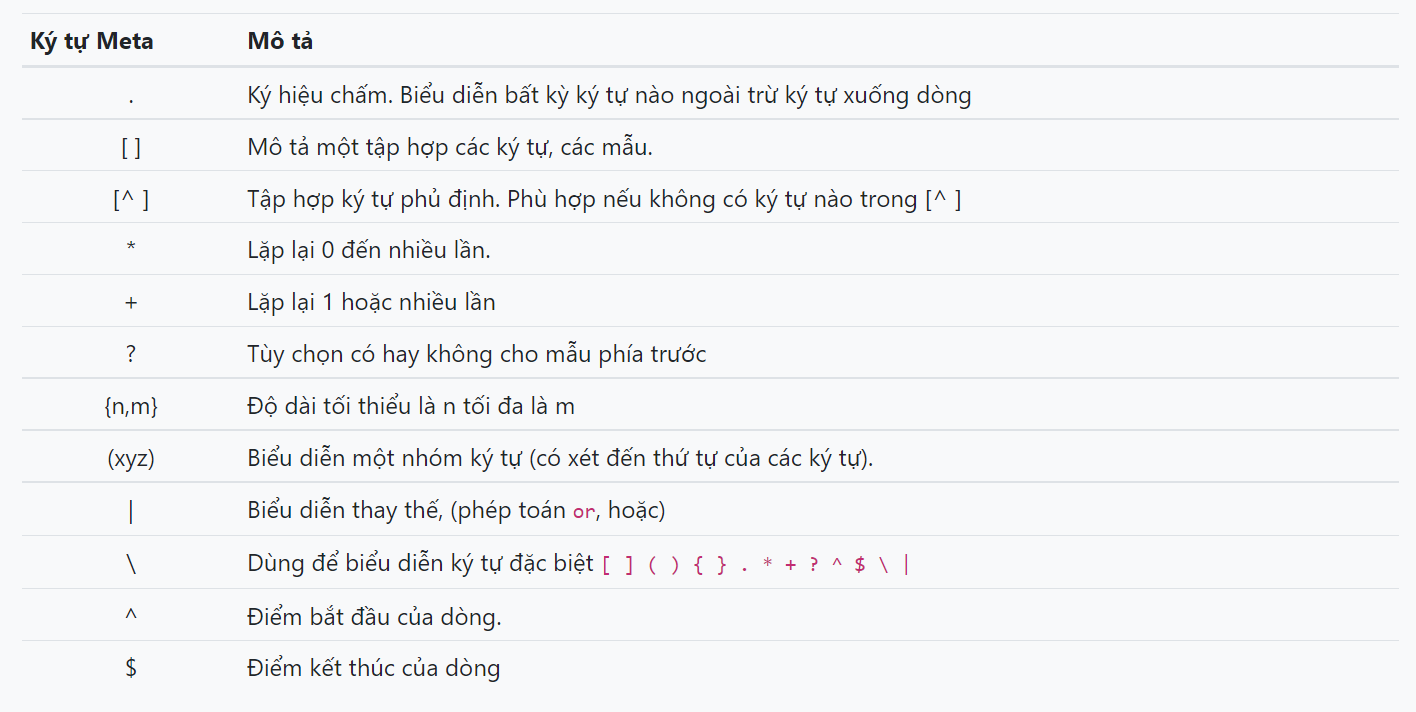 Ký tự Meta Mô tả
. Ký hiệu chấm. Biểu diễn bất kỳ ký tự nào ngoài trừ ký tự xuống dòng
[ ] Mô tả một tập hợp các ký tự, các mẫu.
[^ ] Tập hợp ký tự phủ định. Phù hợp nếu không có ký tự nào trong [^ ]
* Lặp lại 0 đến nhiều lần.
+ Lặp lại 1 hoặc nhiều lần
? Tùy chọn có hay không cho mẫu phía trước
{n,m} Độ dài tối thiểu là n tối đa là m
(xyz) Biểu diễn một nhóm ký tự (có xét đến thứ tự của các ký tự).
| Biểu diễn thay thế, (phép toán or, hoặc)
\ Dùng để biểu diễn ký tự đặc biệt [ ] ( ) { } . * + ? ^ $ \ |
^ Điểm bắt đầu của dòng.
$ Điểm kết thúc của dòng